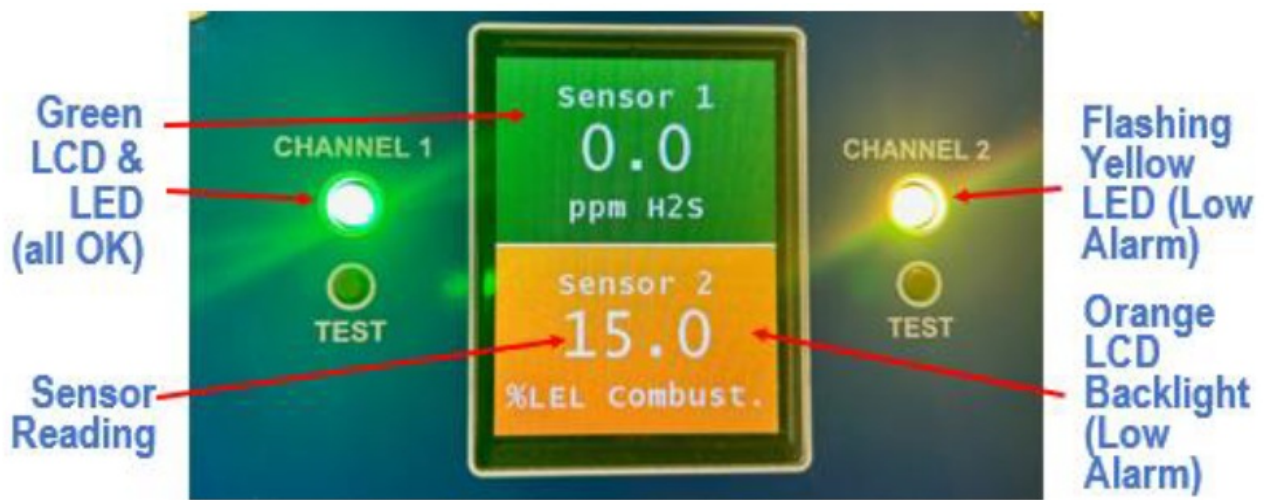 Green
LCD &
LED
(all OK)
Sensor
Reading
CHANNEL 1
TEST
Sensor 1
0.0
ppm H2S
Sensor 2
15.0
%LEL Combust.
CHANNEL 2
TEST
Flashing
Yellow
LED (Low
Alarm)
Orange
LCD
Backlight
(Low
Alarm)